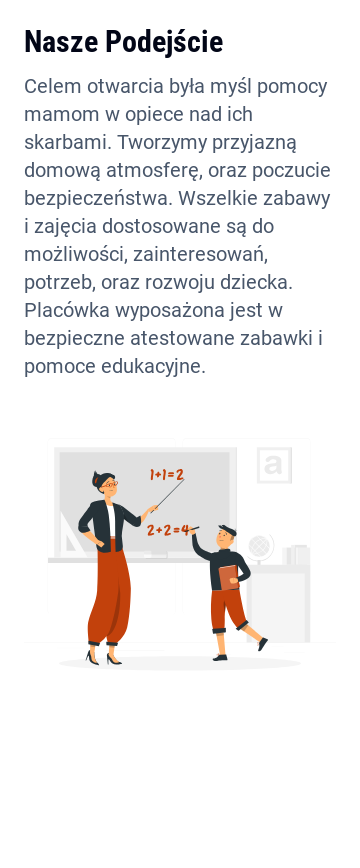 Nasze Podejście
Celem otwarcia była myśl pomocy
mamom w opiece nad ich
skarbami. Tworzymy przyjazną
domową atmosferę, oraz poczucie
bezpieczeństwa. Wszelkie zabawy
i zajęcia dostosowane są do
możliwości, zainteresowań,
potrzeb, oraz rozwoju dziecka.
Placówka wyposażona jest w
bezpieczne atestowane zabawki i
pomoce edukacyjne.
1+1=2
a
2+2=4